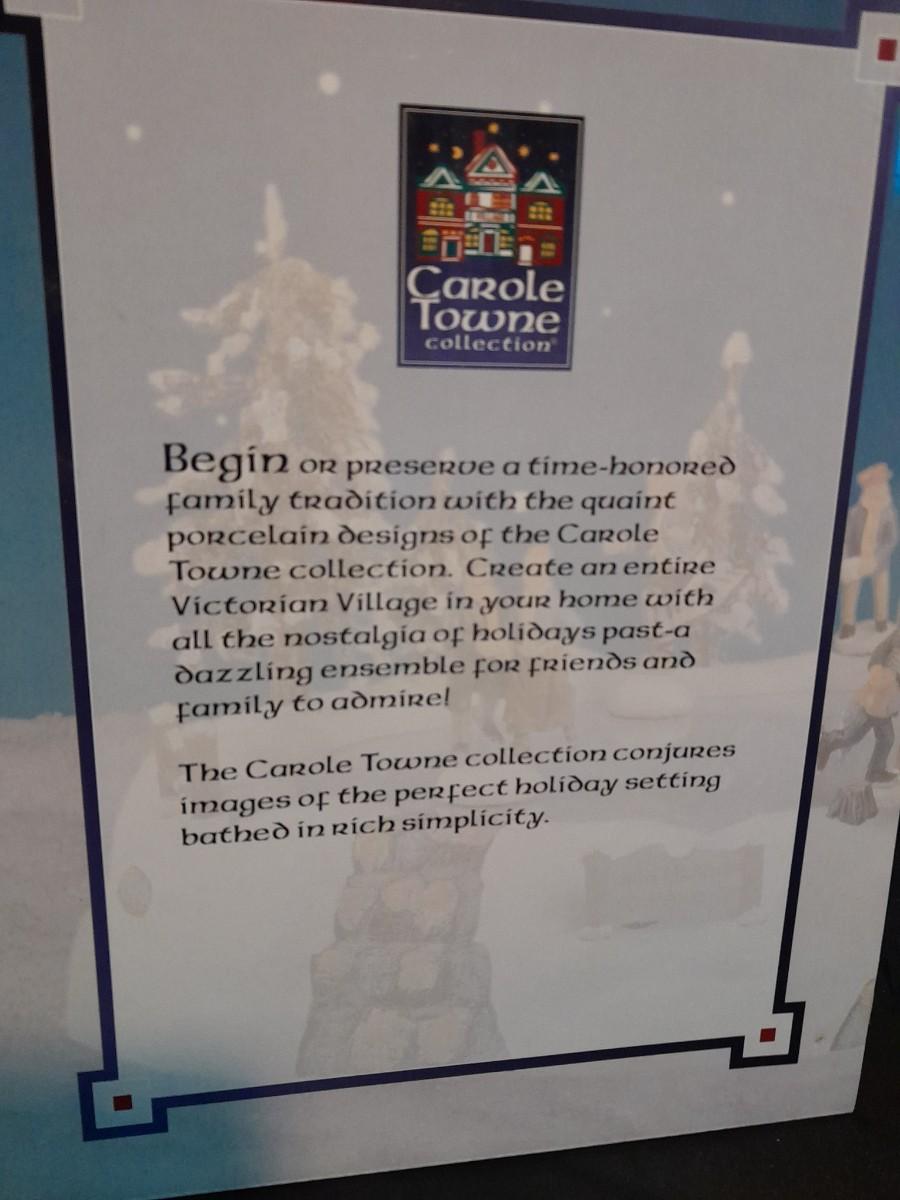 Carole
Towne
collection®
Begin or preserve a time-honored
family tradition with the quaint
porcelain designs of the Carole
Towne collection. Create an entire
Victorian Village in your home with
all the nostalgia of holidays past-a
dazzling ensemble for friends and
family to admire!
The Carole Towne collection conjures
images of the perfect holiday setting
bathed in rich simplicity.